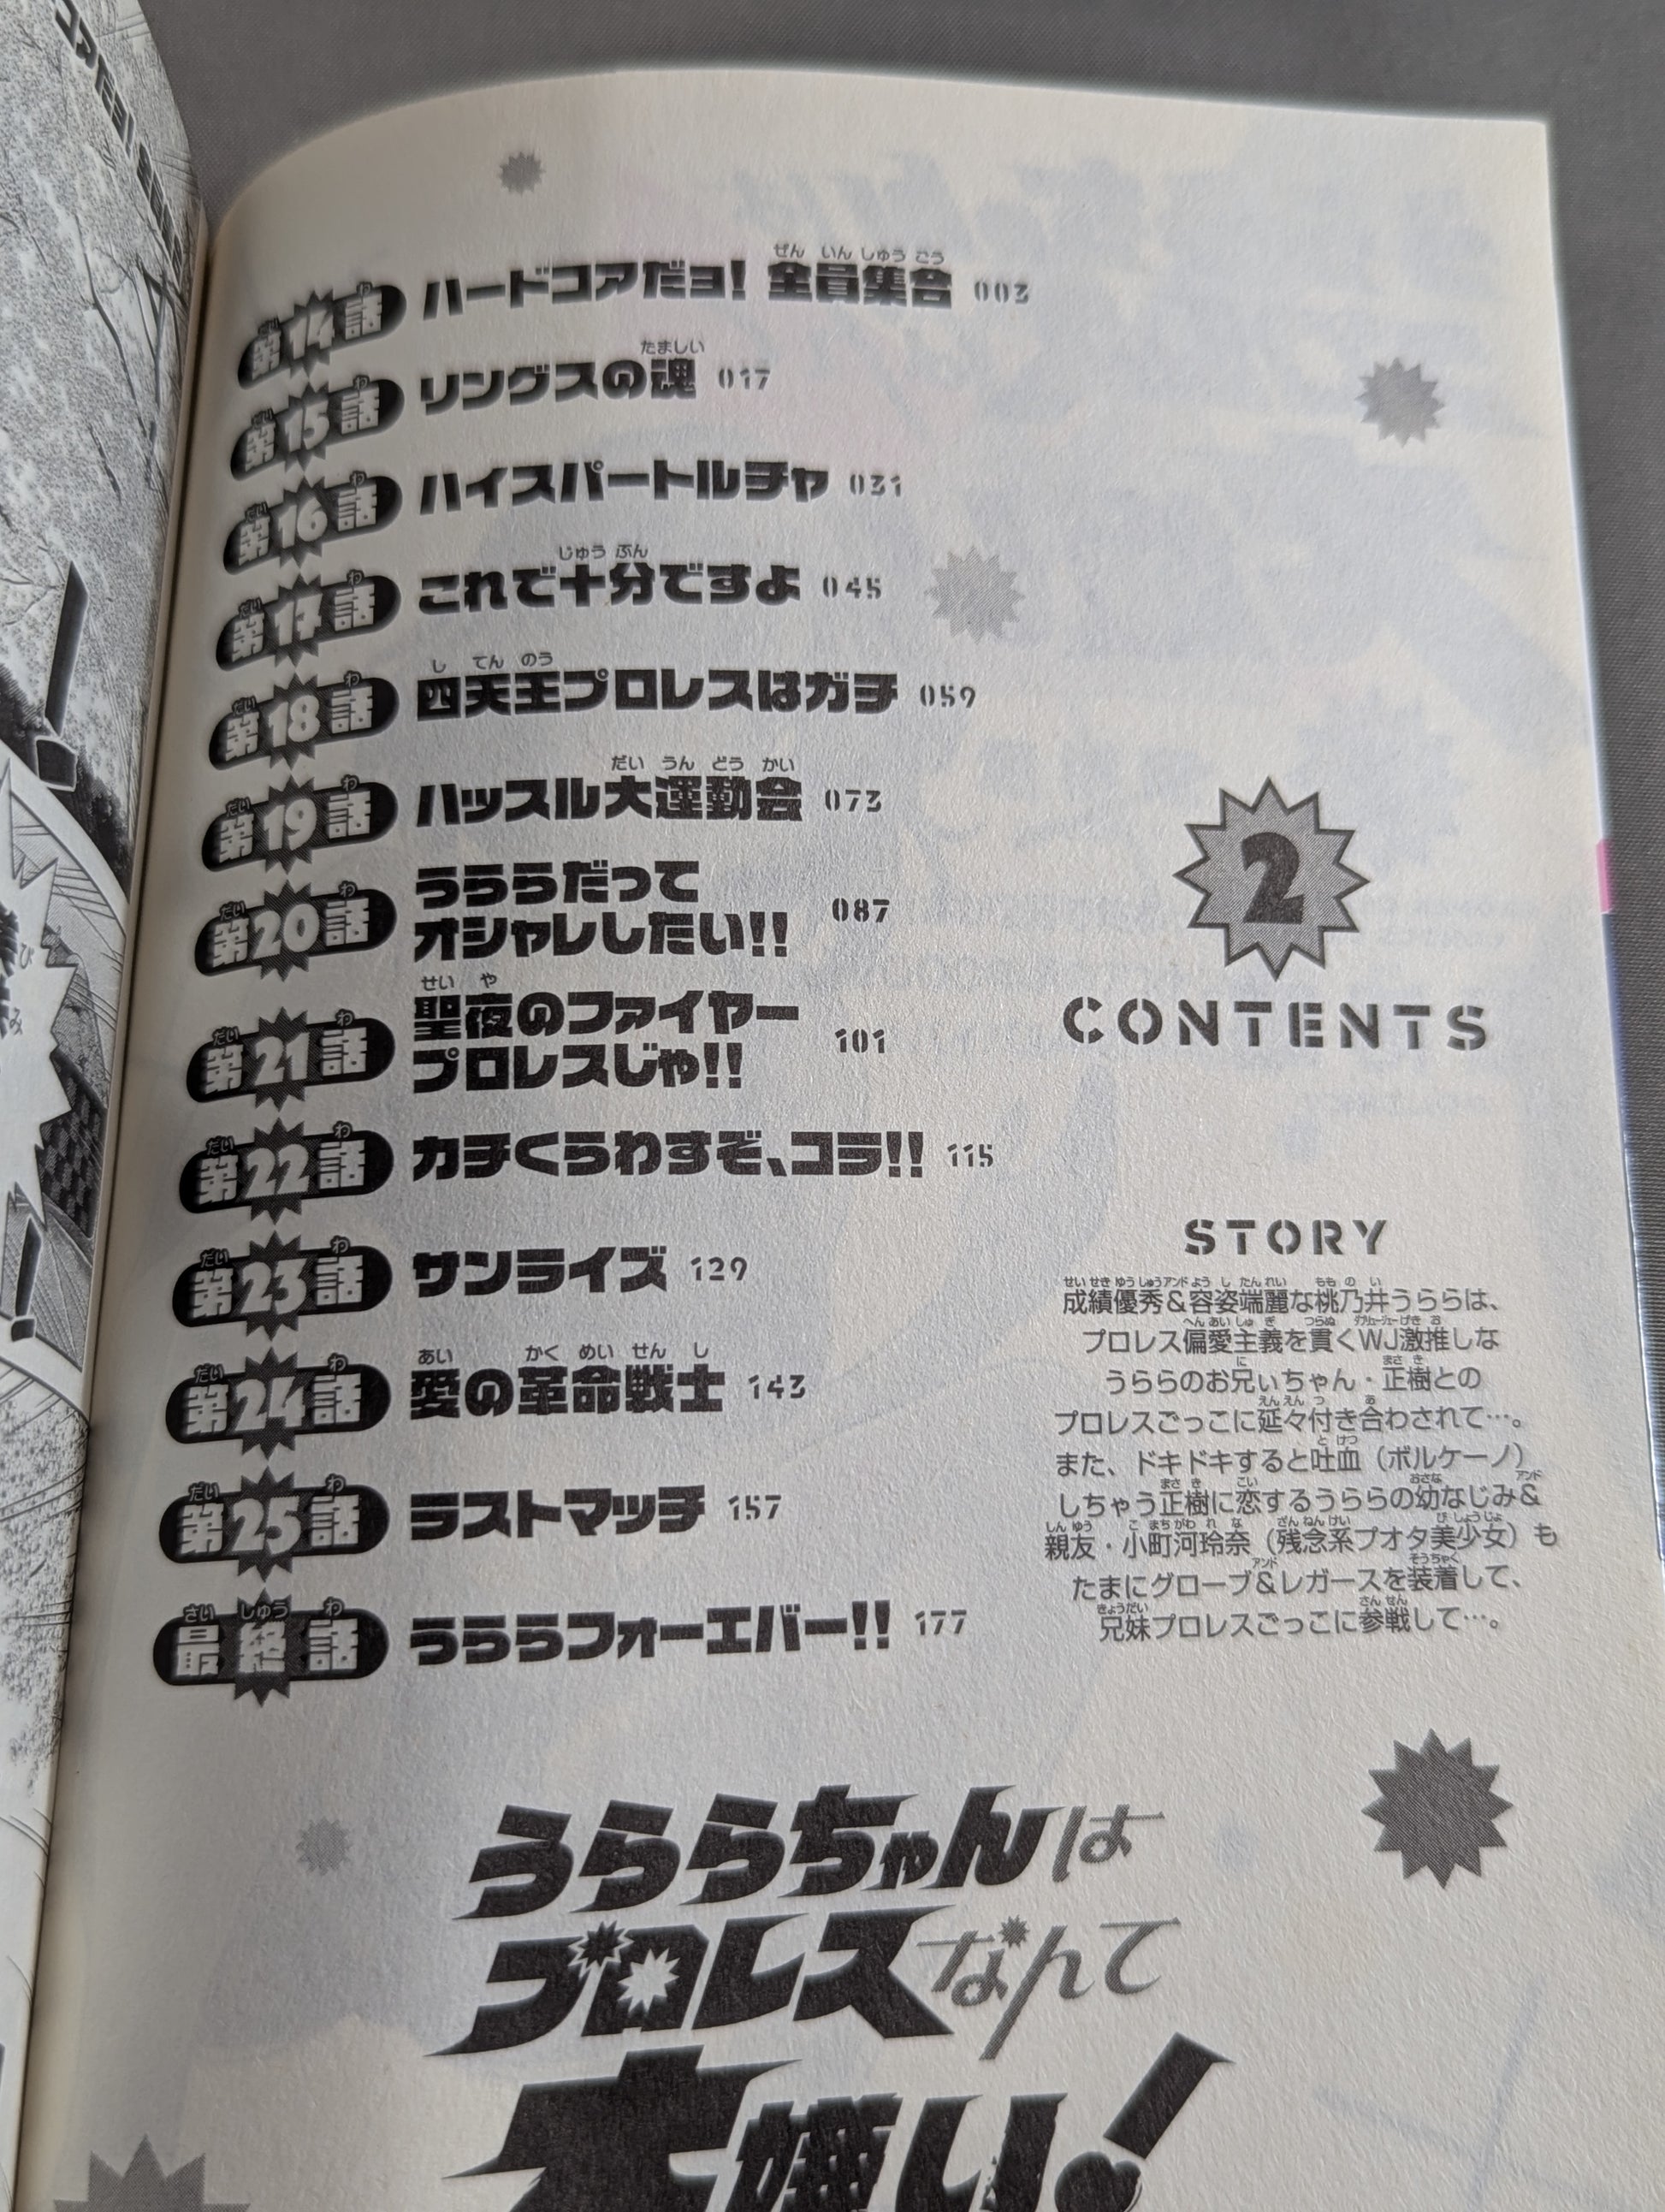 第14話 ハードコアだョ! 全員集合 003
第15話 リングスの魂 017
第16話 ハイスパートルチャ 031
第17話 これで十分ですよ 045
第18話 四天王プロレスはガチ 059
第19話 ハッスル大運動会 073
第20話 うららだって
オシャレしたい!! 087
第21話 聖夜のファイヤー
プロレスじゃ!! 101
第22話 カチくらわすぞ、コラ!! 115
第23話 サンライズ 129
第24話 愛の革命戦士 143
第25話 ラストマッチ 157
最終話 うららフォーエバー!! 177
2
CONTENTS
STORY
成績優秀&容姿端麗な桃乃井うららは、
プロレス偏愛主義を貫くWJ激推しな
うららのお兄ぃちゃん・正樹との
プロレスごっこに延々付き合わされて…。
また、ドキドキすると吐血（ボルケーノ）
しちゃう正樹に恋するうららの幼なじみ&
親友・小町河玲奈（残念系プオタ美少女）も
たまにグローブ&レガースを装着して、
兄妹プロレスごっこに参戦して…。
うららちゃんは
プロレスなんて
大嫌い!